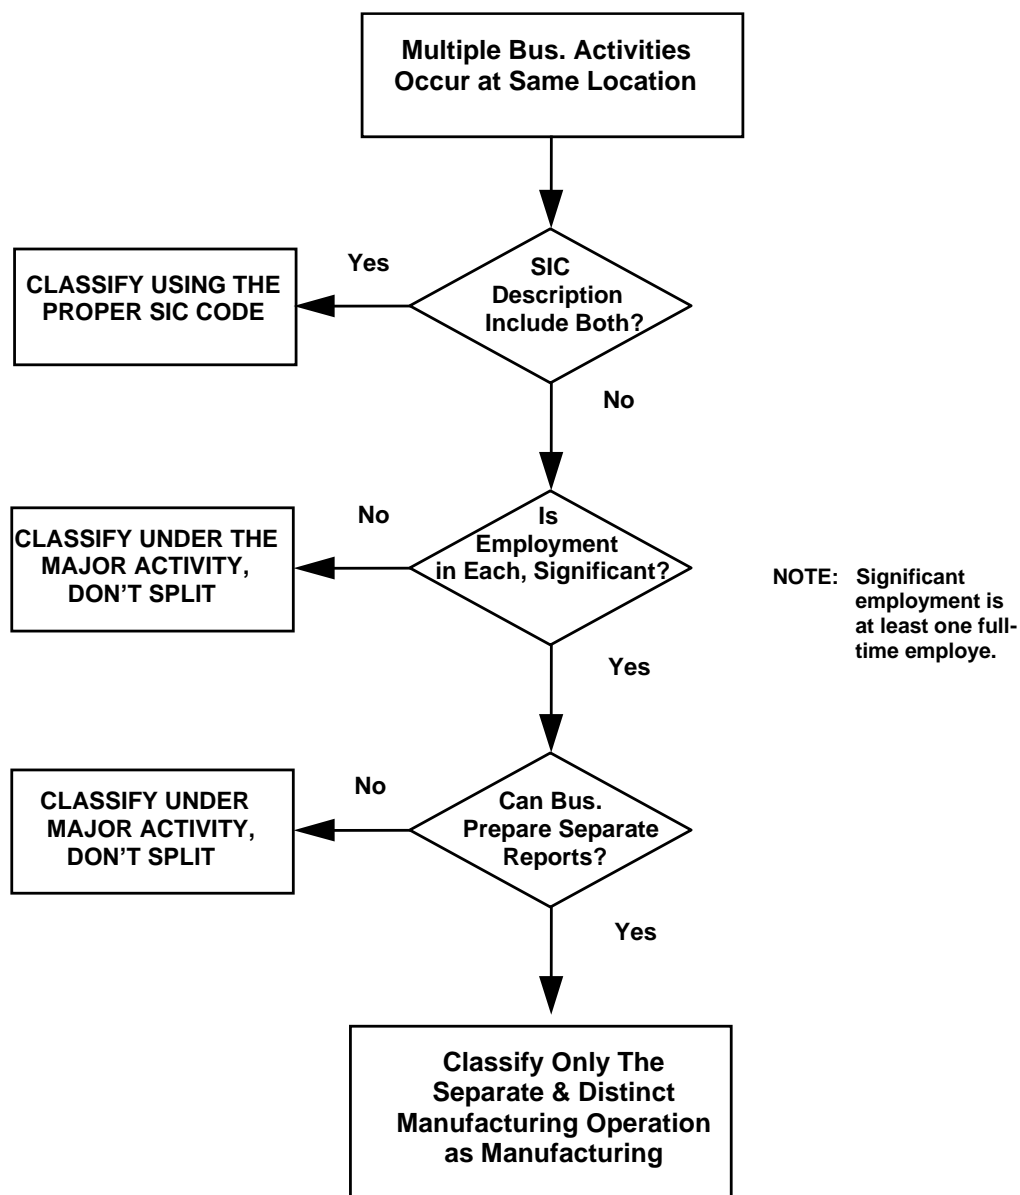 Multiple Bus. Activities
Occur at Same Location
Yes
SIC
Description
Include Both?
CLASSIFY USING THE
PROPER SIC CODE
No
No
Is
Employment
in Each, Significant?
CLASSIFY UNDER THE
MAJOR ACTIVITY,
DON'T SPLIT
NOTE: Significant
employment is
at least one full-
time employe.
Yes
No
Can Bus.
Prepare Separate
Reports?
CLASSIFY UNDER
MAJOR ACTIVITY,
DON'T SPLIT
Yes
Classify Only The
Separate & Distinct
Manufacturing Operation
as Manufacturing